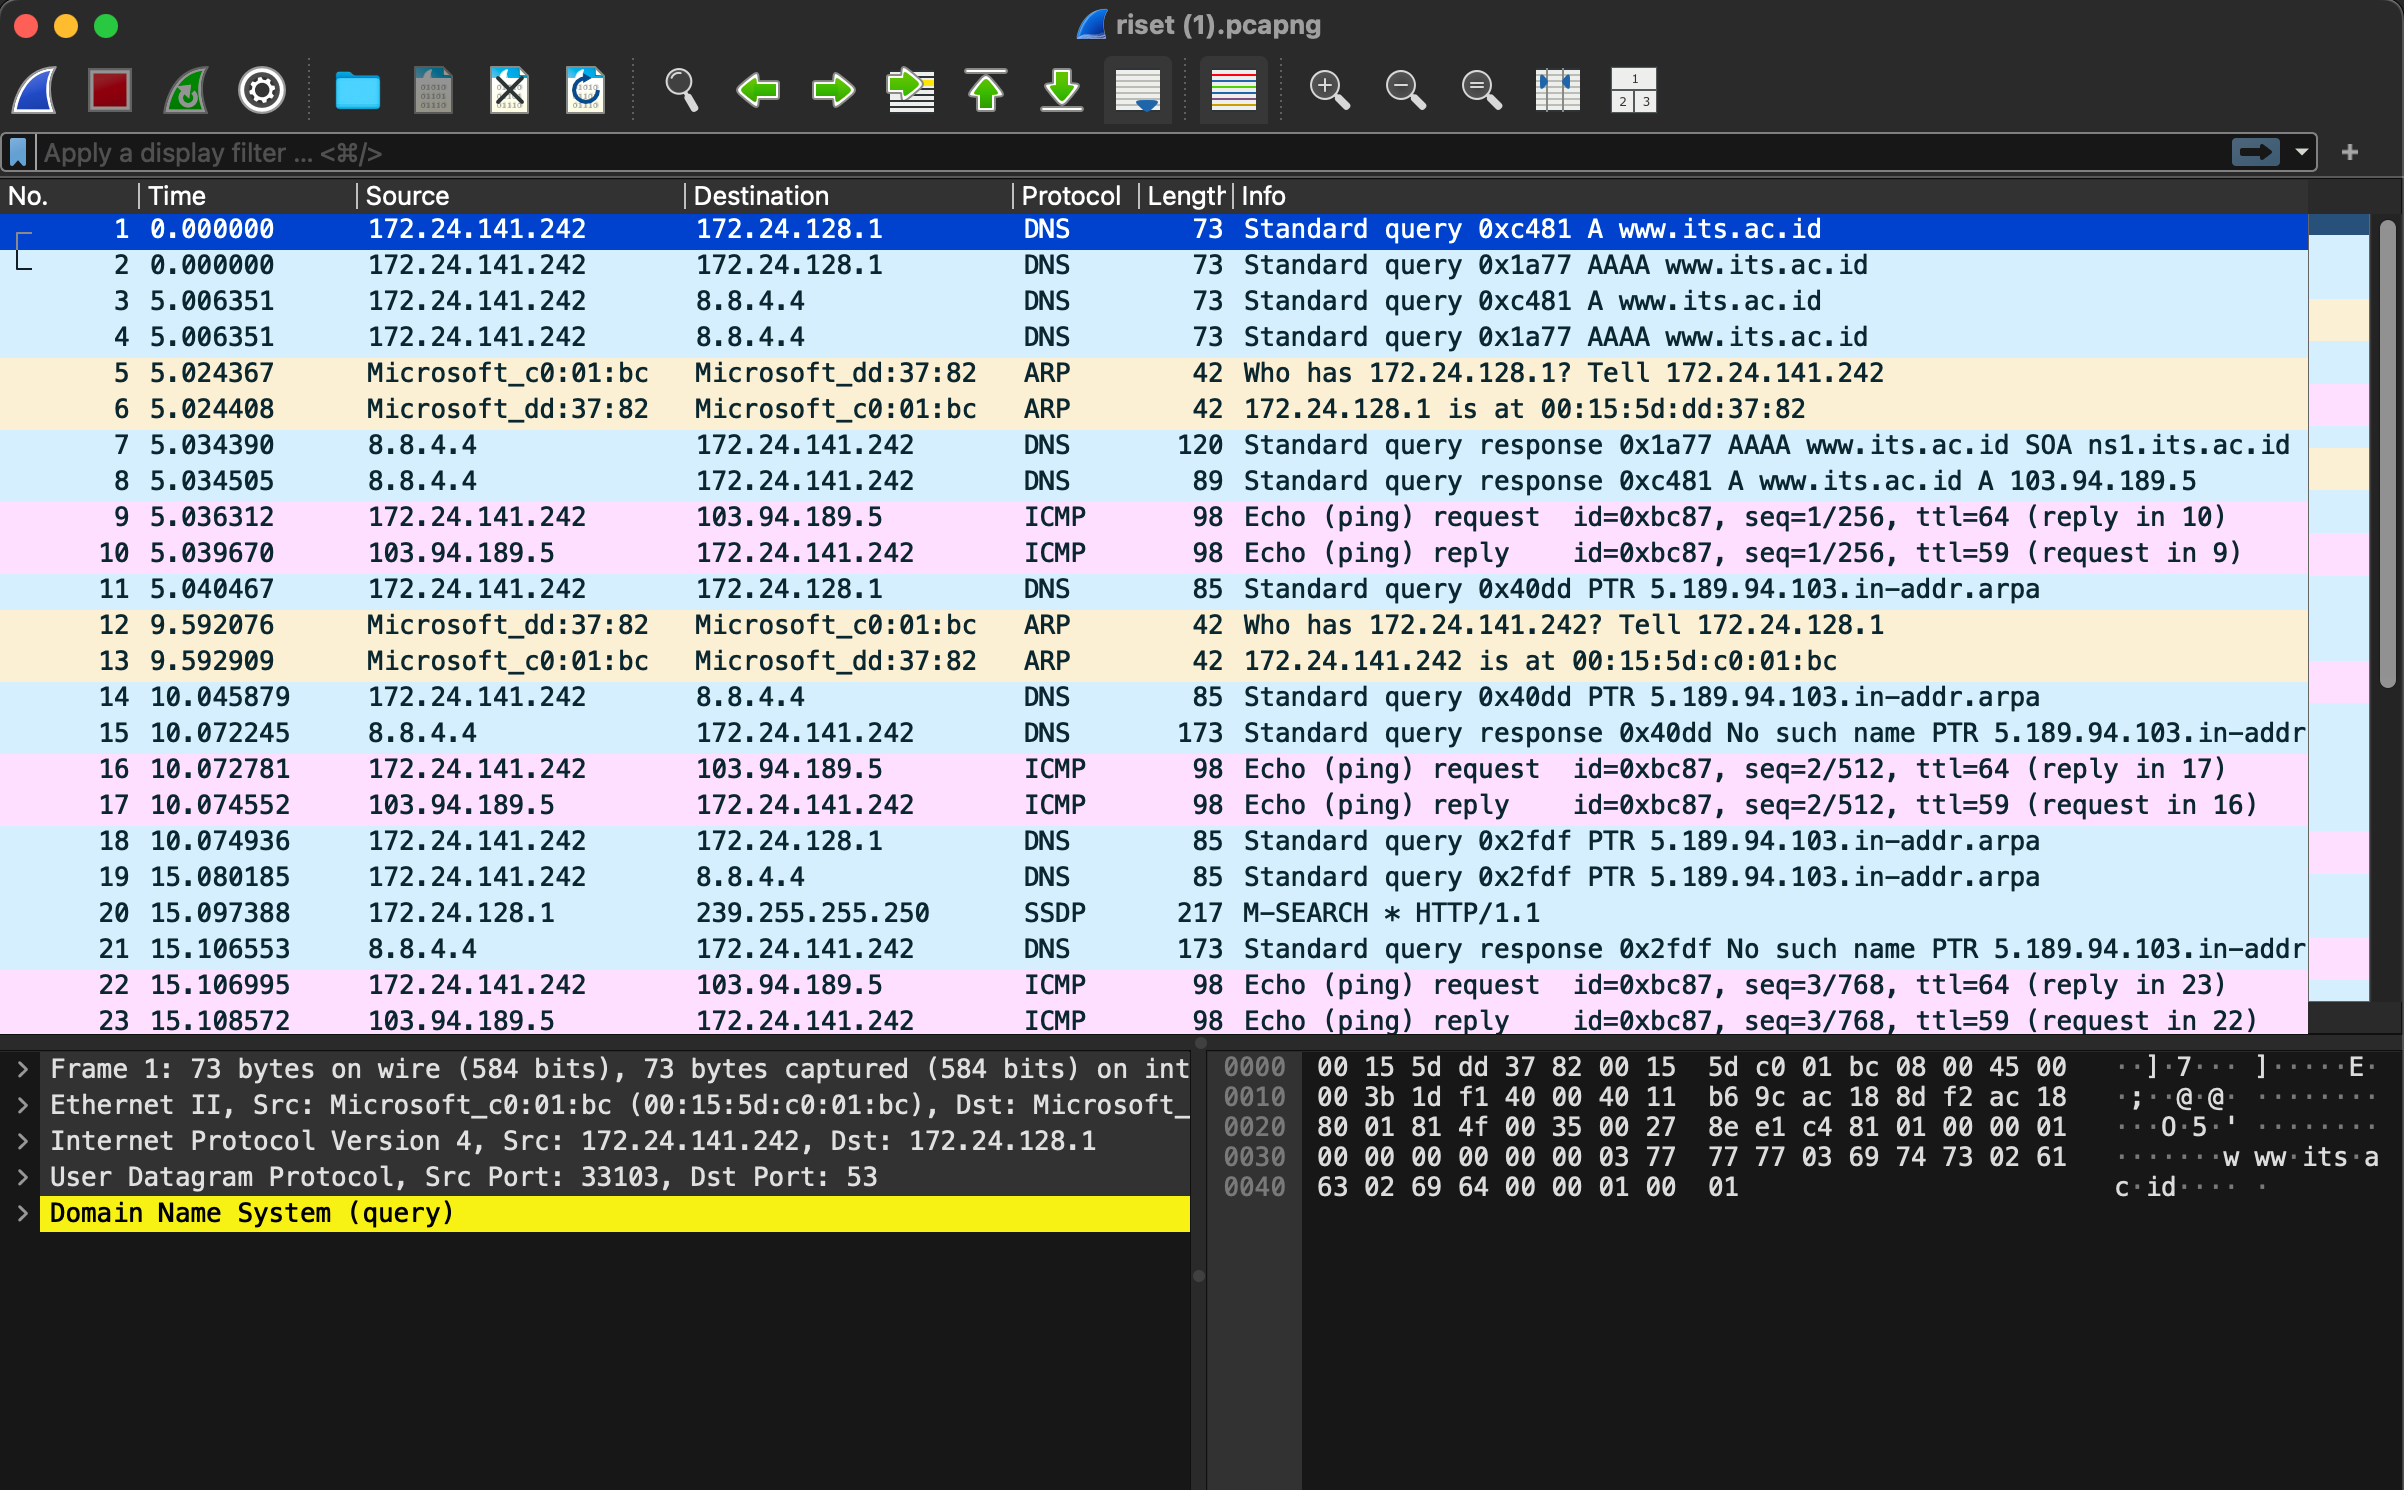 riset (1).pcapng
Apply a display filter ... <⌘/>
No. Time Source Destination Protocol Length Info
1 0.000000 172.24.141.242 172.24.128.1 DNS 73 Standard query 0xc481 A www.its.ac.id
2 0.000000 172.24.141.242 172.24.128.1 DNS 73 Standard query 0x1a77 AAAA www.its.ac.id
3 5.006351 172.24.141.242 8.8.4.4 DNS 73 Standard query 0xc481 A www.its.ac.id
4 5.006351 172.24.141.242 8.8.4.4 DNS 73 Standard query 0x1a77 AAAA www.its.ac.id
5 5.024367 Microsoft_c0:01:bc Microsoft_dd:37:82 ARP 42 Who has 172.24.128.1? Tell 172.24.141.242
6 5.024408 Microsoft_dd:37:82 Microsoft_c0:01:bc ARP 42 172.24.128.1 is at 00:15:5d:dd:37:82
7 5.034390 8.8.4.4 172.24.141.242 DNS 120 Standard query response 0x1a77 AAAA www.its.ac.id SOA ns1.its.ac.id
8 5.034505 8.8.4.4 172.24.141.242 DNS 89 Standard query response 0xc481 A www.its.ac.id A 103.94.189.5
9 5.036312 172.24.141.242 103.94.189.5 ICMP 98 Echo (ping) request id=0xbc87, seq=1/256, ttl=64 (reply in 10)
10 5.039670 103.94.189.5 172.24.141.242 ICMP 98 Echo (ping) reply id=0xbc87, seq=1/256, ttl=59 (request in 9)
11 5.040467 172.24.141.242 172.24.128.1 DNS 85 Standard query 0x40dd PTR 5.189.94.103.in-addr.arpa
12 9.592076 Microsoft_dd:37:82 Microsoft_c0:01:bc ARP 42 Who has 172.24.141.242? Tell 172.24.128.1
13 9.592909 Microsoft_c0:01:bc Microsoft_dd:37:82 ARP 42 172.24.141.242 is at 00:15:5d:c0:01:bc
14 10.045879 172.24.141.242 8.8.4.4 DNS 85 Standard query 0x40dd PTR 5.189.94.103.in-addr.arpa
15 10.072245 8.8.4.4 172.24.141.242 DNS 173 Standard query response 0x40dd No such name PTR 5.189.94.103.in-addr
16 10.072781 172.24.141.242 103.94.189.5 ICMP 98 Echo (ping) request id=0xbc87, seq=2/512, ttl=64 (reply in 17)
17 10.074552 103.94.189.5 172.24.141.242 ICMP 98 Echo (ping) reply id=0xbc87, seq=2/512, ttl=59 (request in 16)
18 10.074936 172.24.141.242 172.24.128.1 DNS 85 Standard query 0x2fdf PTR 5.189.94.103.in-addr.arpa
19 15.080185 172.24.141.242 8.8.4.4 DNS 85 Standard query 0x2fdf PTR 5.189.94.103.in-addr.arpa
20 15.097388 172.24.128.1 239.255.255.250 SSDP 217 M-SEARCH * HTTP/1.1
21 15.106553 8.8.4.4 172.24.141.242 DNS 173 Standard query response 0x2fdf No such name PTR 5.189.94.103.in-addr
22 15.106995 172.24.141.242 103.94.189.5 ICMP 98 Echo (ping) request id=0xbc87, seq=3/768, ttl=64 (reply in 23)
23 15.108572 103.94.189.5 172.24.141.242 ICMP 98 Echo (ping) reply id=0xbc87, seq=3/768, ttl=59 (request in 22)
Frame 1: 73 bytes on wire (584 bits), 73 bytes captured (584 bits) on int
Ethernet II, Src: Microsoft_c0:01:bc (00:15:5d:c0:01:bc), Dst: Microsoft_
Internet Protocol Version 4, Src: 172.24.141.242, Dst: 172.24.128.1
User Datagram Protocol, Src Port: 33103, Dst Port: 53
Domain Name System (query)
0000 00 15 5d dd 37 82 00 15 5d c0 01 bc 08 00 45 00 ··]·7··· ]·····E·
0010 00 3b 1d f1 40 00 40 11 b6 9c ac 18 8d f2 ac 18 ·;··@·@· ········
0020 80 01 81 4f 00 35 00 27 8e e1 c4 81 01 00 00 01 ···O·5·' ········
0030 00 00 00 00 00 00 03 77 77 77 03 69 74 73 02 61 ·······w ww·its·a
0040 63 02 69 64 00 00 01 00 01 c·id···· ·